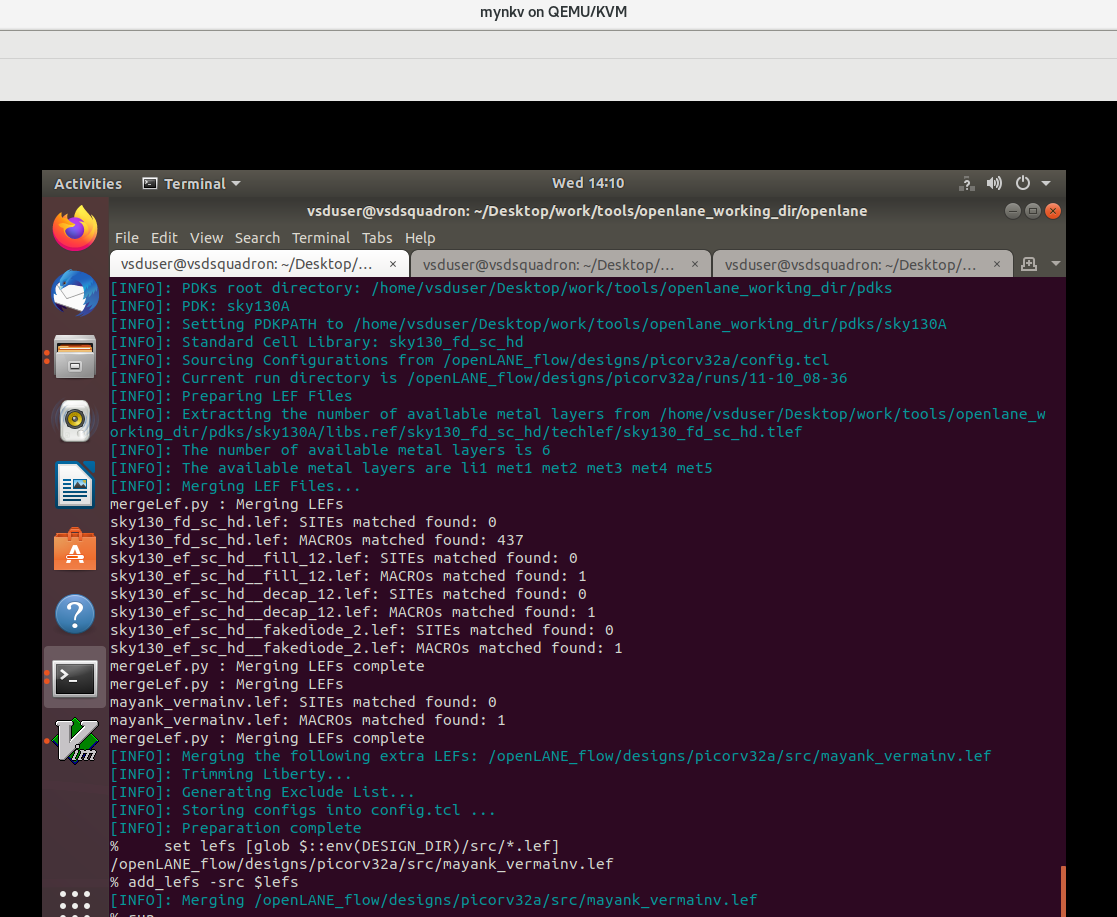 mynkv on QEMU/KVM
Activities Terminal Wed 14:10
vsduser@vsdsquadron: ~/Desktop/work/tools/openlane_working_dir/openlane
File Edit View Search Terminal Tabs Help
vsduser@vsdsquadron: ~/Desktop/... × vsduser@vsdsquadron: ~/Desktop/... × vsduser@vsdsquadron: ~/Desktop/... ×
[INFO]: PDKs root directory: /home/vsduser/Desktop/work/tools/openlane_working_dir/pdks
[INFO]: PDK: sky130A
[INFO]: Setting PDKPATH to /home/vsduser/Desktop/work/tools/openlane_working_dir/pdks/sky130A
[INFO]: Standard Cell Library: sky130_fd_sc_hd
[INFO]: Sourcing Configurations from /openLANE_flow/designs/picorv32a/config.tcl
[INFO]: Current run directory is /openLANE_flow/designs/picorv32a/runs/11-10_08-36
[INFO]: Preparing LEF Files
[INFO]: Extracting the number of available metal layers from /home/vsduser/Desktop/work/tools/openlane_w
orking_dir/pdks/sky130A/libs.ref/sky130_fd_sc_hd/techlef/sky130_fd_sc_hd.tlef
[INFO]: The number of available metal layers is 6
[INFO]: The available metal layers are li1 met1 met2 met3 met4 met5
[INFO]: Merging LEF Files...
mergeLef.py : Merging LEFs
sky130_fd_sc_hd.lef: SITEs matched found: 0
sky130_fd_sc_hd.lef: MACROs matched found: 437
sky130_ef_sc_hd__fill_12.lef: SITEs matched found: 0
sky130_ef_sc_hd__fill_12.lef: MACROs matched found: 1
sky130_ef_sc_hd__decap_12.lef: SITEs matched found: 0
sky130_ef_sc_hd__decap_12.lef: MACROs matched found: 1
sky130_ef_sc_hd__fakediode_2.lef: SITEs matched found: 0
sky130_ef_sc_hd__fakediode_2.lef: MACROs matched found: 1
mergeLef.py : Merging LEFs complete
mergeLef.py : Merging LEFs
mayank_vermainv.lef: SITEs matched found: 0
mayank_vermainv.lef: MACROs matched found: 1
mergeLef.py : Merging LEFs complete
[INFO]: Merging the following extra LEFs: /openLANE_flow/designs/picorv32a/src/mayank_vermainv.lef
[INFO]: Trimming Liberty...
[INFO]: Generating Exclude List...
[INFO]: Storing configs into config.tcl ...
[INFO]: Preparation complete
%     set lefs [glob $::env(DESIGN_DIR)/src/*.lef]
/openLANE_flow/designs/picorv32a/src/mayank_vermainv.lef
% add_lefs -src $lefs
[INFO]: Merging /openLANE_flow/designs/picorv32a/src/mayank_vermainv.lef